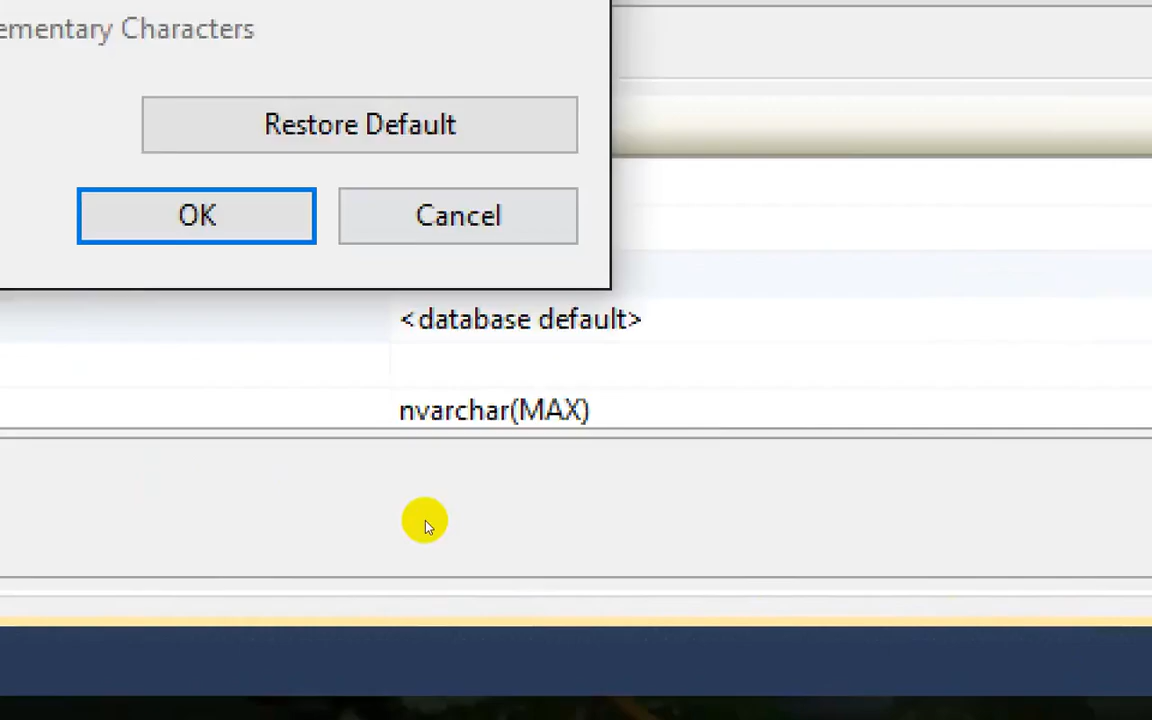 ementary Characters
Restore Default
OK Cancel
<database default>
nvarchar(MAX)